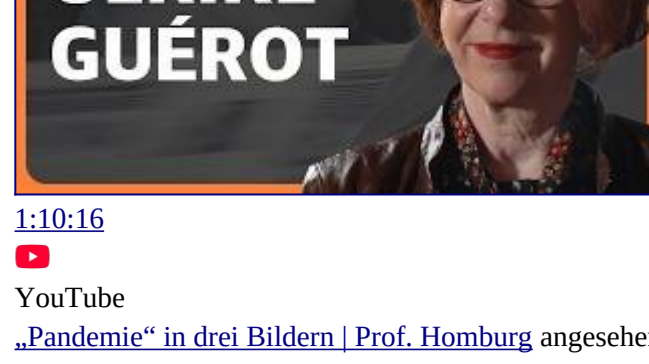 GUÉROT
1:10:16
YouTube
„Pandemie“ in drei Bildern | Prof. Homburg